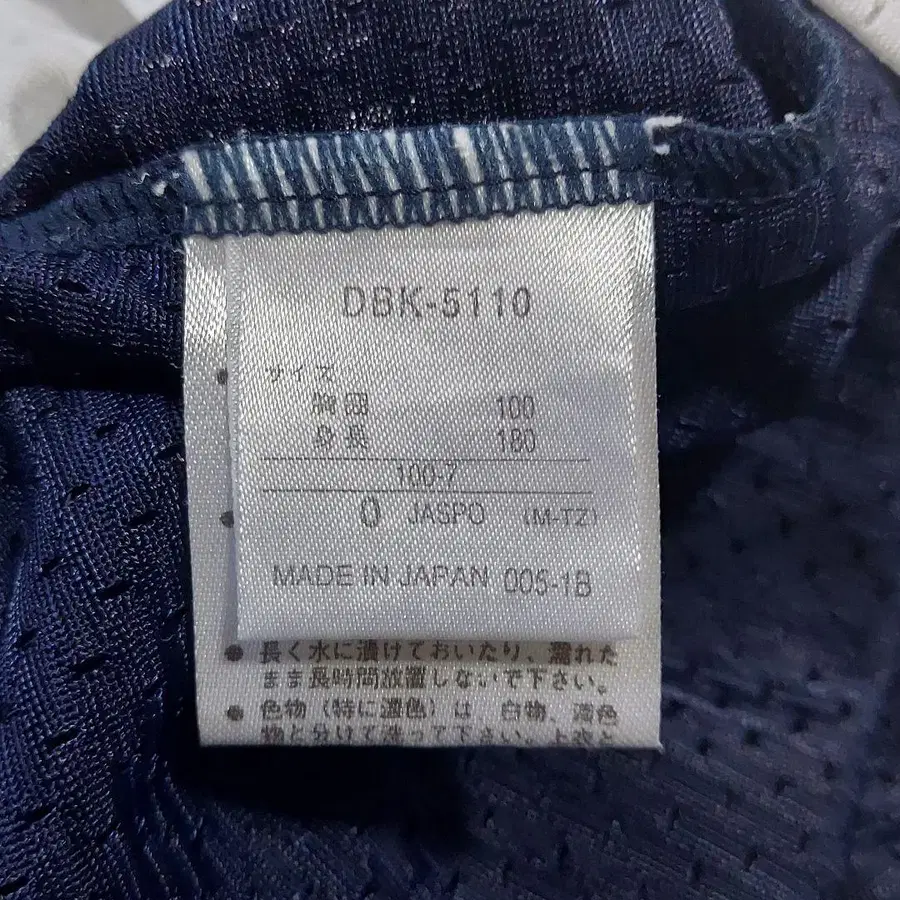 DBK-5110
サイズ
胸囲 100
身長 180
100-7
O JASPO (M-TZ)
MADE IN JAPAN 005-1B
● 長く水に漬けておいたり、濡れた
まま長時間放置しないで下さい。
● 色物（特に濃色）は、白物、淡色
物と分けて洗って下さい。上衣と